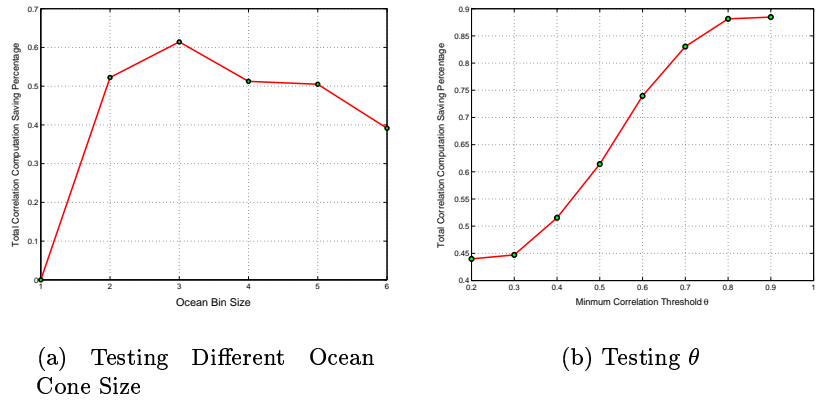 0.7
0.6
0.5
0.4
0.3
0.2
0.1
0
1 2 3 4 5 6
Total Correlation Computation Saving Percentage
Ocean Bin Size
(a) Testing Different Ocean
Cone Size
0.9
0.85
0.8
0.75
0.7
0.65
0.6
0.55
0.5
0.45
0.4
0.2 0.3 0.4 0.5 0.6 0.7 0.8 0.9 1
Total Correlation Computation Saving Percentage
Minmum Correlation Threshold θ
(b) Testing θ